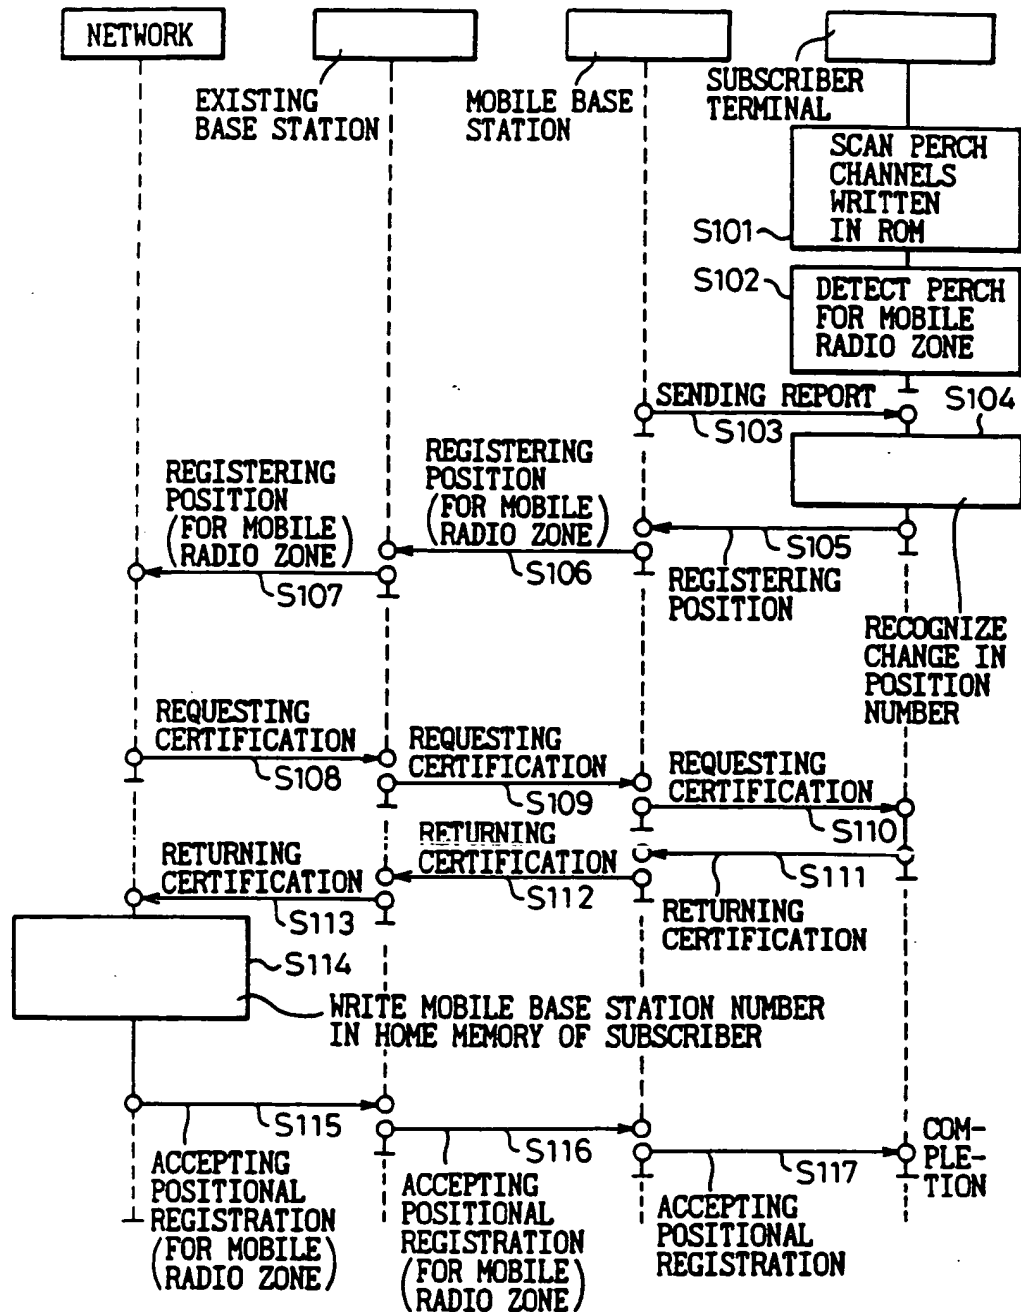 NETWORK
EXISTING
BASE STATION
MOBILE BASE
STATION
SUBSCRIBER
TERMINAL
SCAN PERCH
CHANNELS
WRITTEN
IN ROM
S101
S102
DETECT PERCH
FOR MOBILE
RADIO ZONE
SENDING REPORT
S103
S104
REGISTERING
POSITION
(FOR MOBILE)
(RADIO ZONE)
S107
REGISTERING
POSITION
(FOR MOBILE)
(RADIO ZONE)
S106
S105
REGISTERING
POSITION
RECOGNIZE
CHANGE IN
POSITION
NUMBER
REQUESTING
CERTIFICATION
S108
REQUESTING
CERTIFICATION
S109
REQUESTING
CERTIFICATION
S110
RETURNING
CERTIFICATION
S113
RETURNING
CERTIFICATION
S112
S111
RETURNING
CERTIFICATION
S114
WRITE MOBILE BASE STATION NUMBER
IN HOME MEMORY OF SUBSCRIBER
S115
ACCEPTING
POSITIONAL
REGISTRATION
(FOR MOBILE)
(RADIO ZONE)
S116
ACCEPTING
POSITIONAL
REGISTRATION
(FOR MOBILE)
(RADIO ZONE)
S117
ACCEPTING
POSITIONAL
REGISTRATION
COM-
PLE-
TION